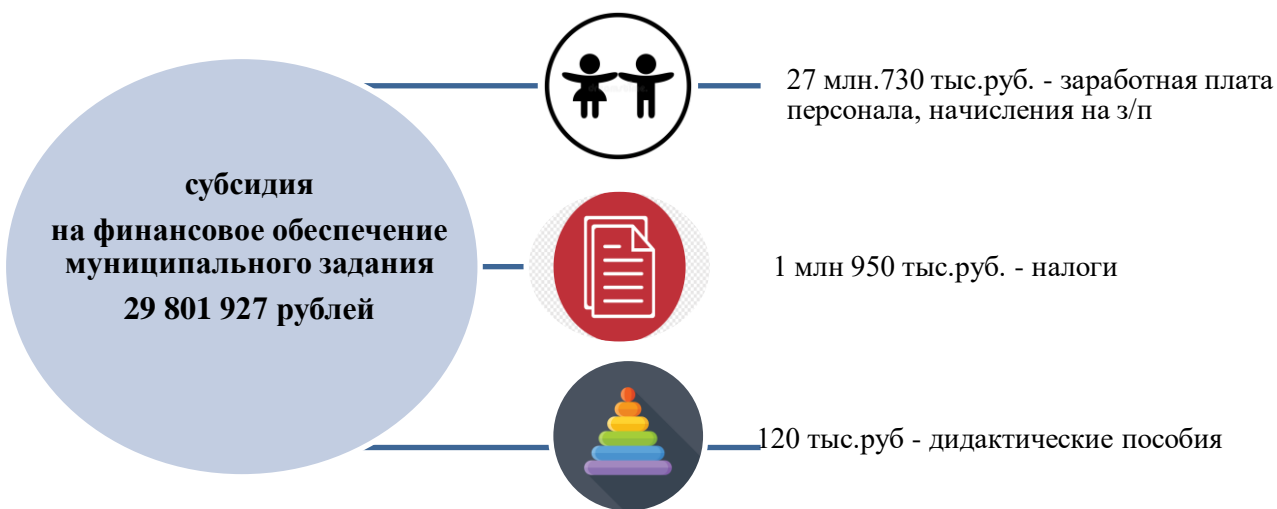 субсидия
на финансовое обеспечение
муниципального задания
29 801 927 рублей
27 млн.730 тыс.руб. - заработная плата
персонала, начисления на з/п
1 млн 950 тыс.руб. - налоги
120 тыс.руб - дидактические пособия